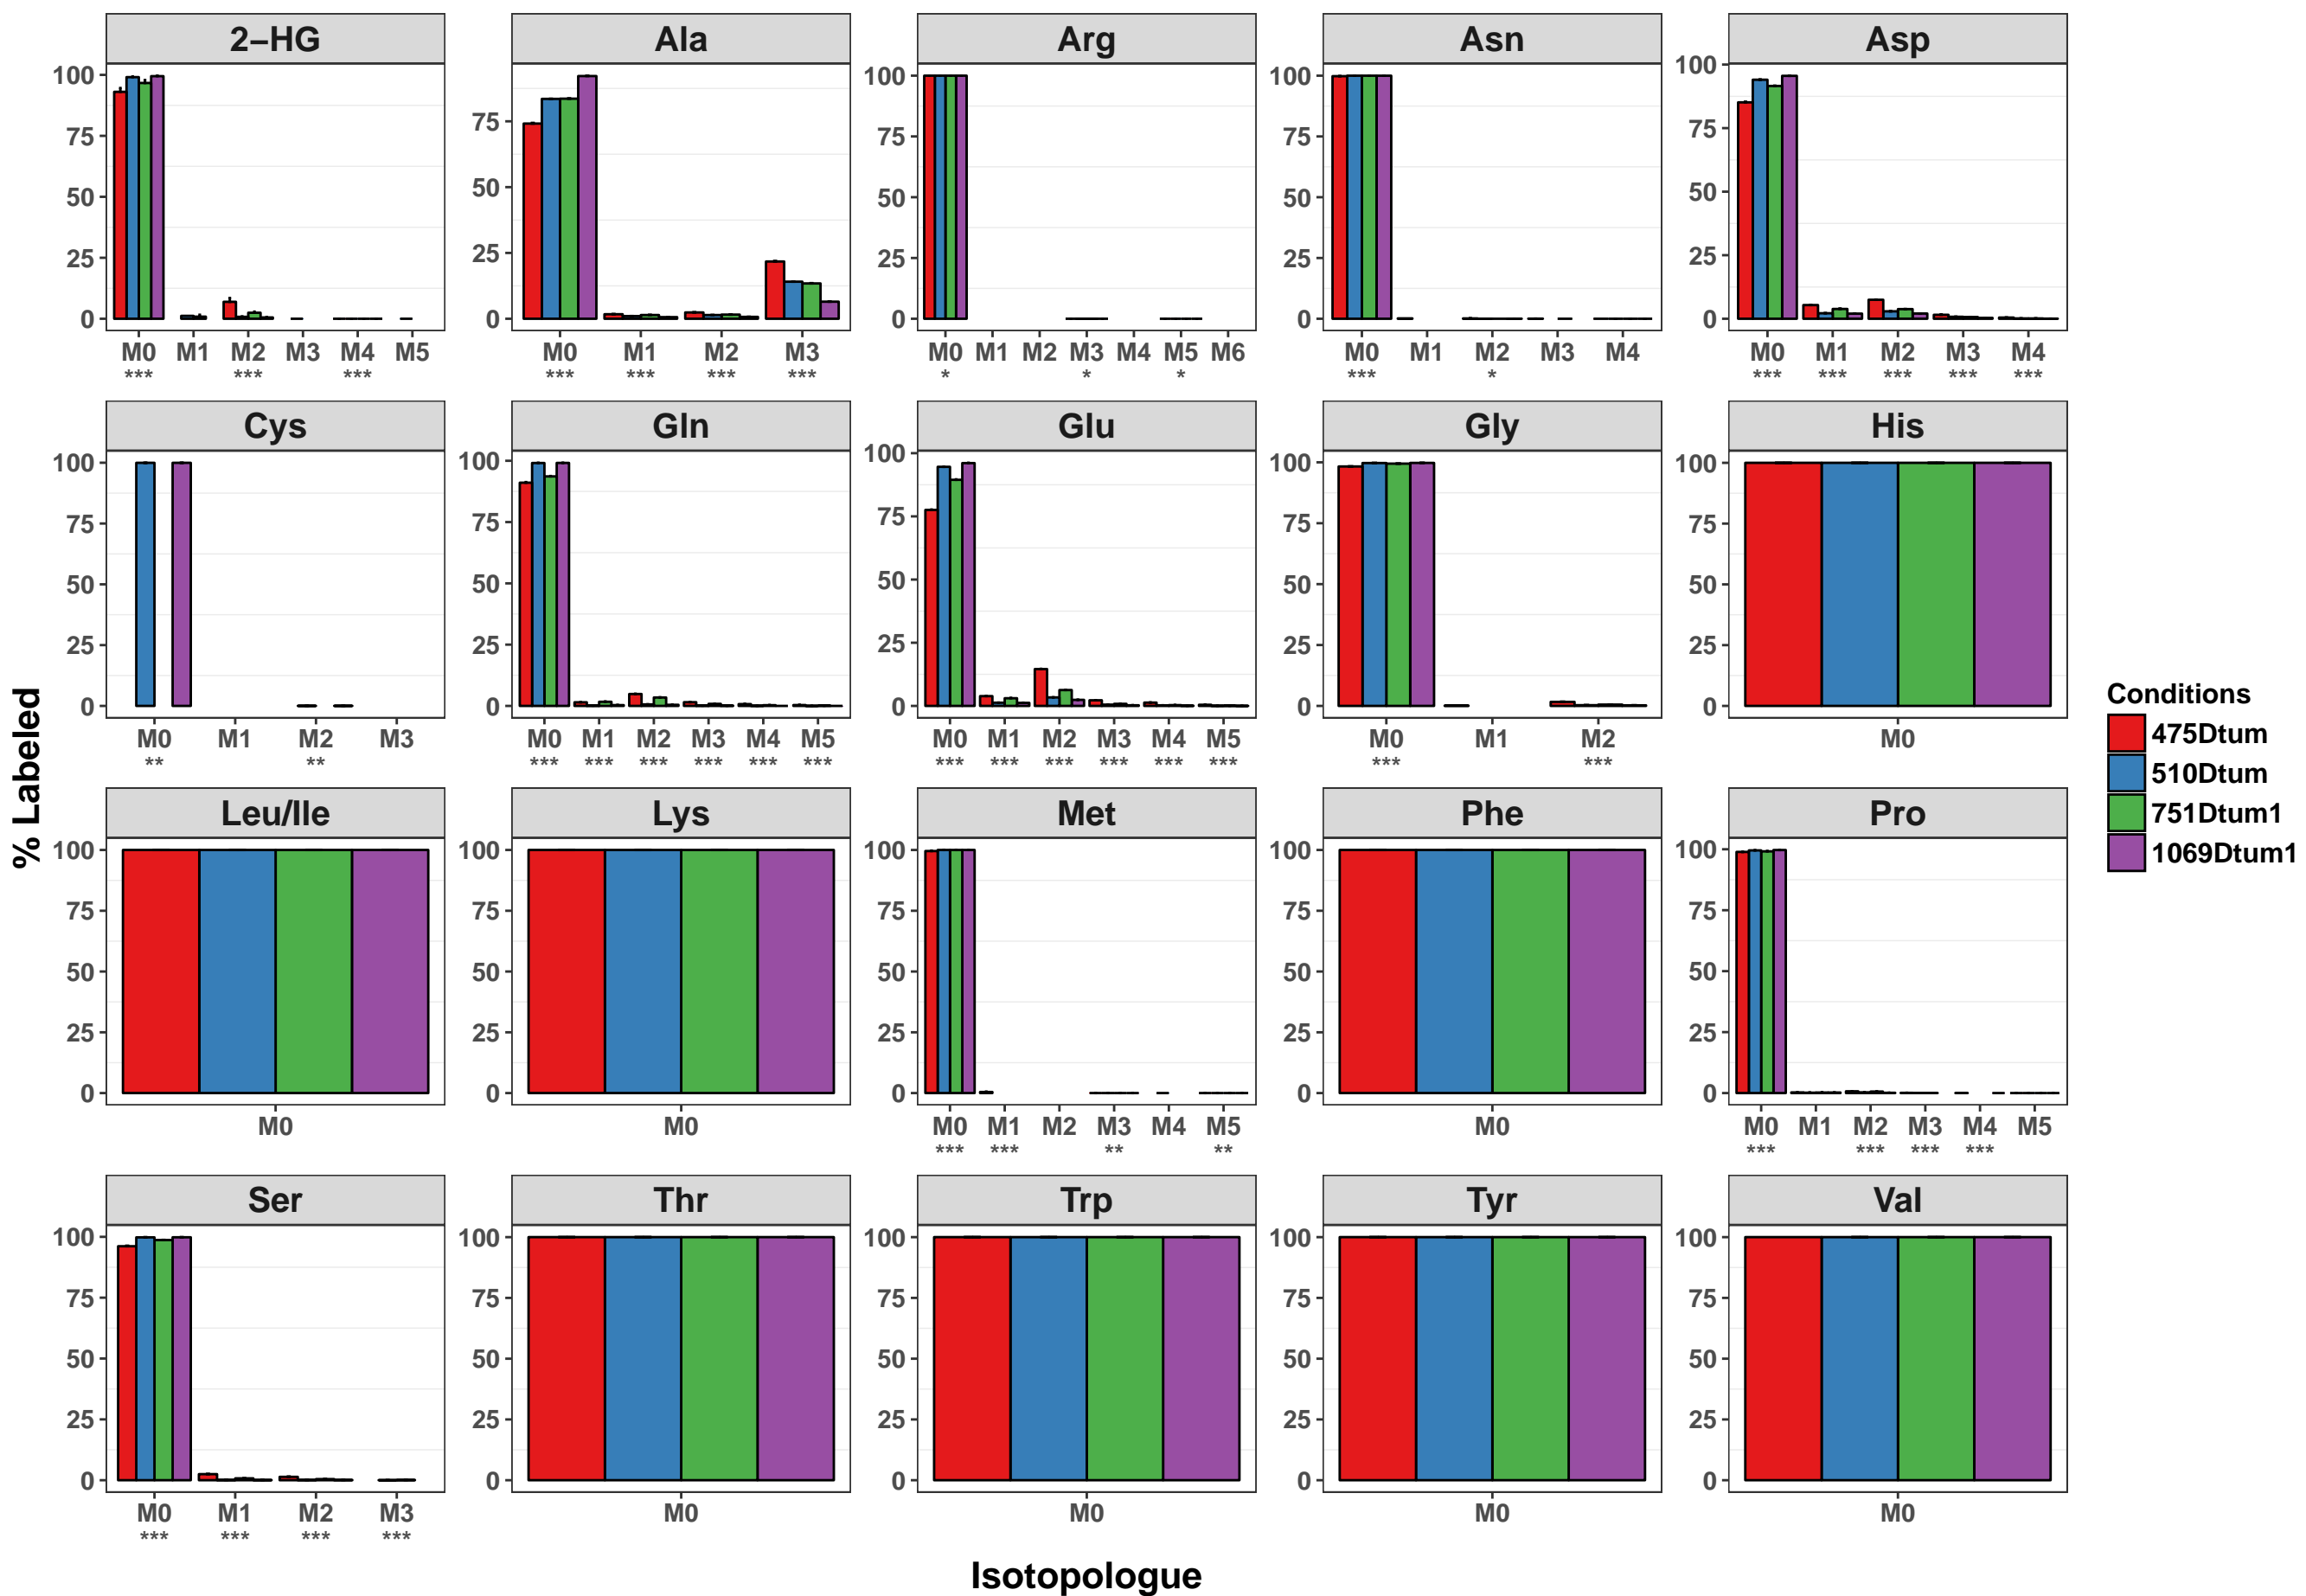 2−HG
Ala
Arg
Asn
Asp
100
75
50
25
0
75
50
25
0
100
75
50
25
0
100
75
50
25
0
100
75
50
25
0
M0 M1 M2 M3 M4 M5
*** *** ***
M0 M1 M2 M3
*** *** *** ***
M0 M1 M2 M3 M4 M5 M6
* * *
M0 M1 M2 M3 M4
*** *
M0 M1 M2 M3 M4
*** *** *** *** ***
Cys
Gln
Glu
Gly
His
100
75
50
25
0
100
75
50
25
0
100
75
50
25
0
100
75
50
25
0
100
75
50
25
0
M0 M1 M2 M3
** **
M0 M1 M2 M3 M4 M5
*** *** *** *** *** ***
M0 M1 M2 M3 M4 M5
*** *** *** *** *** ***
M0 M1 M2
*** ***
M0
Leu/Ile
Lys
Met
Phe
Pro
100
75
50
25
0
100
75
50
25
0
100
75
50
25
0
100
75
50
25
0
100
75
50
25
0
M0
M0
M0 M1 M2 M3 M4 M5
*** *** ** **
M0
M0 M1 M2 M3 M4 M5
*** *** *** ***
Ser
Thr
Trp
Tyr
Val
100
75
50
25
0
100
75
50
25
0
100
75
50
25
0
100
75
50
25
0
100
75
50
25
0
M0 M1 M2 M3
*** *** *** ***
M0
M0
M0
M0
% Labeled
Isotopologue
Conditions
475Dtum
510Dtum
751Dtum1
1069Dtum1